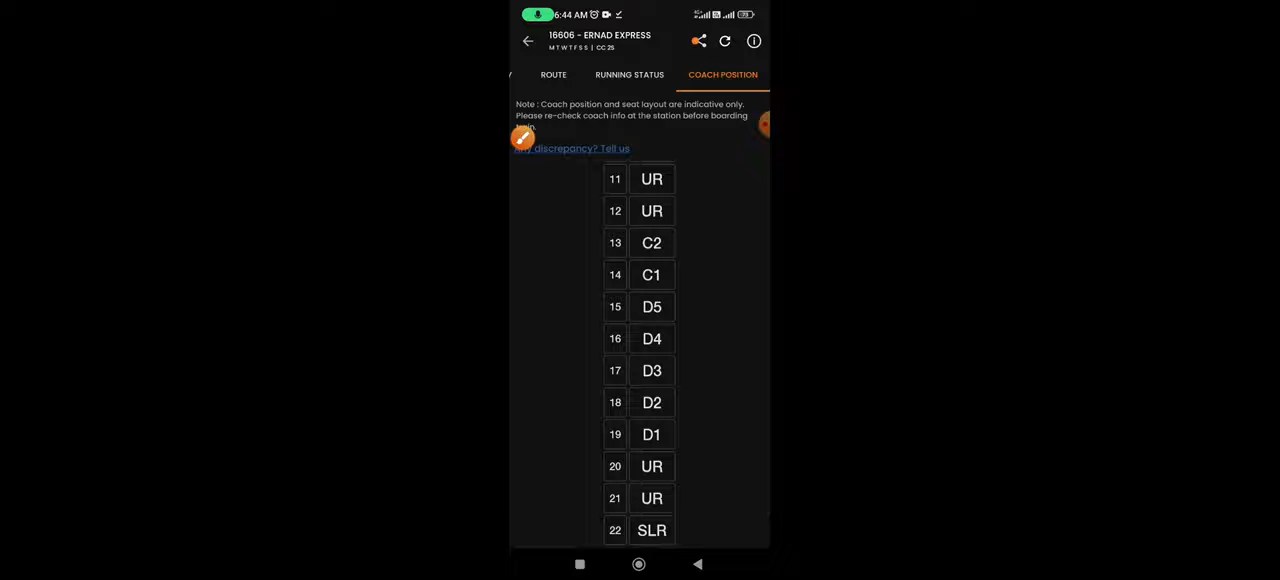 6:44 AM
16606 - ERNAD EXPRESS
M T W T F S S | CC 2S
ROUTE
RUNNING STATUS
COACH POSITION
Note : Coach position and seat layout are indicative only.
Please re-check coach info at the station before boarding
train.
Any discrepancy? Tell us
11 UR
12 UR
13 C2
14 C1
15 D5
16 D4
17 D3
18 D2
19 D1
20 UR
21 UR
22 SLR